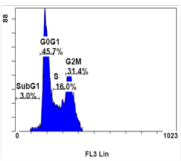 88
G0G1
45.7%
G2M
31.4%
S
16.0%
SubG1
3.0%
0
1023
FL3 Lin